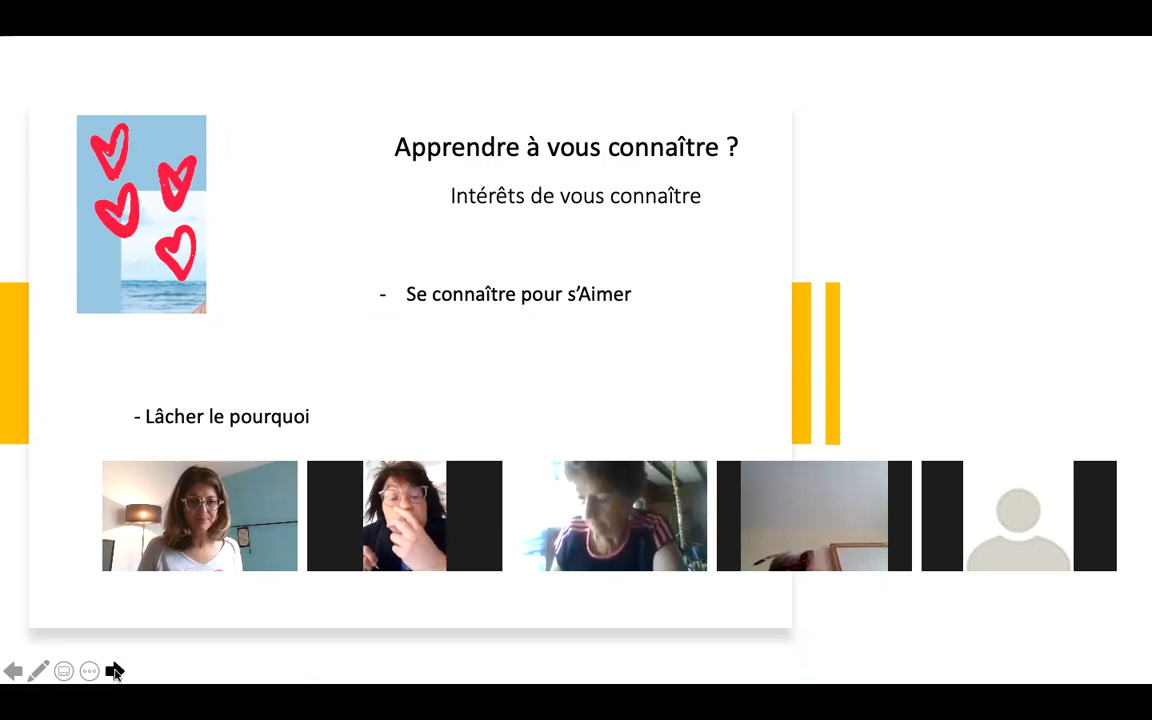 Apprendre à vous connaître ?
Intérêts de vous connaître
- Se connaître pour s’Aimer
- Lâcher le pourquoi